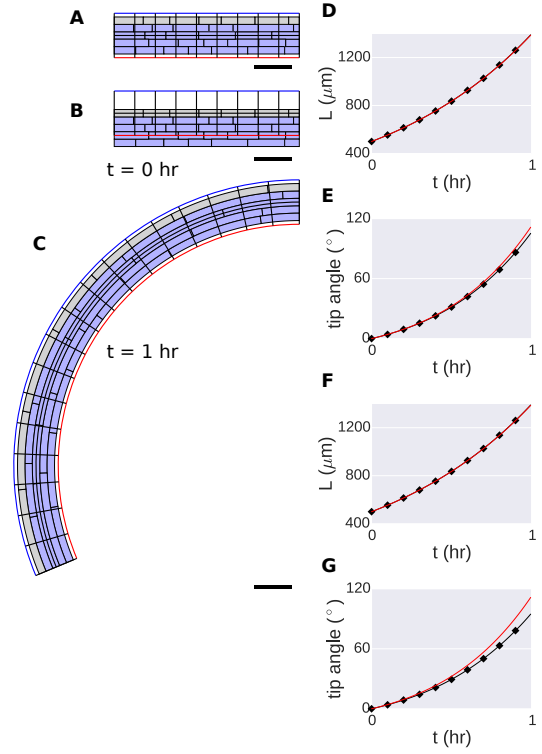 A
B
t = 0 hr
C
t = 1 hr
D
1200
800
400
0
1
L (μm)
t (hr)
E
120
60
0
0
1
tip angle (°)
t (hr)
F
1200
800
400
0
1
L (μm)
t (hr)
G
120
60
0
0
1
tip angle (°)
t (hr)